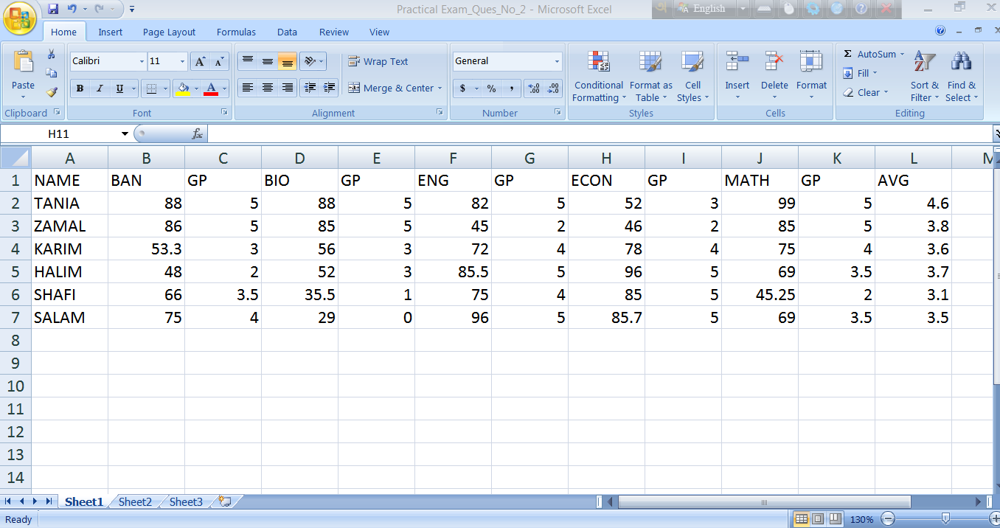 Practical Exam_Ques_No_2 - Microsoft Excel
English
Home Insert Page Layout Formulas Data Review View
Calibri 11 Wrap Text General AutoSum
Fill
Paste B I U Merge & Center $ % , Conditional Formatting Format as Table Cell Styles Insert Delete Format Clear Sort & Filter Find & Select
Clipboard Font Alignment Number Styles Cells Editing
H11 fx
A B C D E F G H I J K L M
1 NAME BAN GP BIO GP ENG GP ECON GP MATH GP AVG
2 TANIA 88 5 88 5 82 5 52 3 99 5 4.6
3 ZAMAL 86 5 85 5 45 2 46 2 85 5 3.8
4 KARIM 53.3 3 56 3 72 4 78 4 75 4 3.6
5 HALIM 48 2 52 3 85.5 5 96 5 69 3.5 3.7
6 SHAFI 66 3.5 35.5 1 75 4 85 5 45.25 2 3.1
7 SALAM 75 4 29 0 96 5 85.7 5 69 3.5 3.5
8
9
10
11
12
13
14
Sheet1 Sheet2 Sheet3
Ready 130%